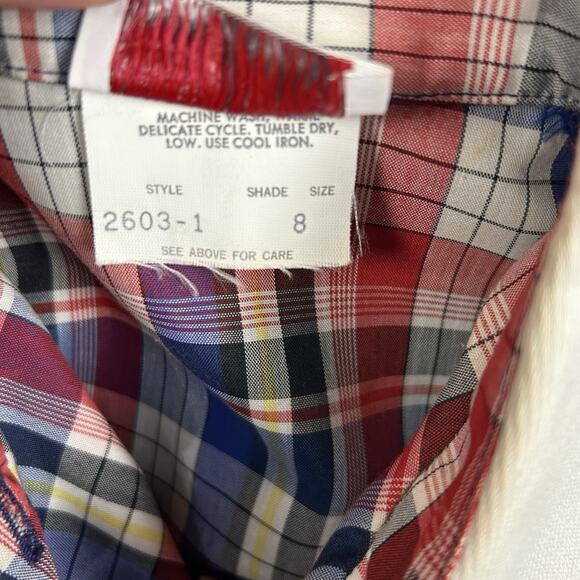 MACHINE WASH, WARM
DELICATE CYCLE. TUMBLE DRY,
LOW. USE COOL IRON.
STYLE SHADE SIZE
2603-1 8
SEE ABOVE FOR CARE